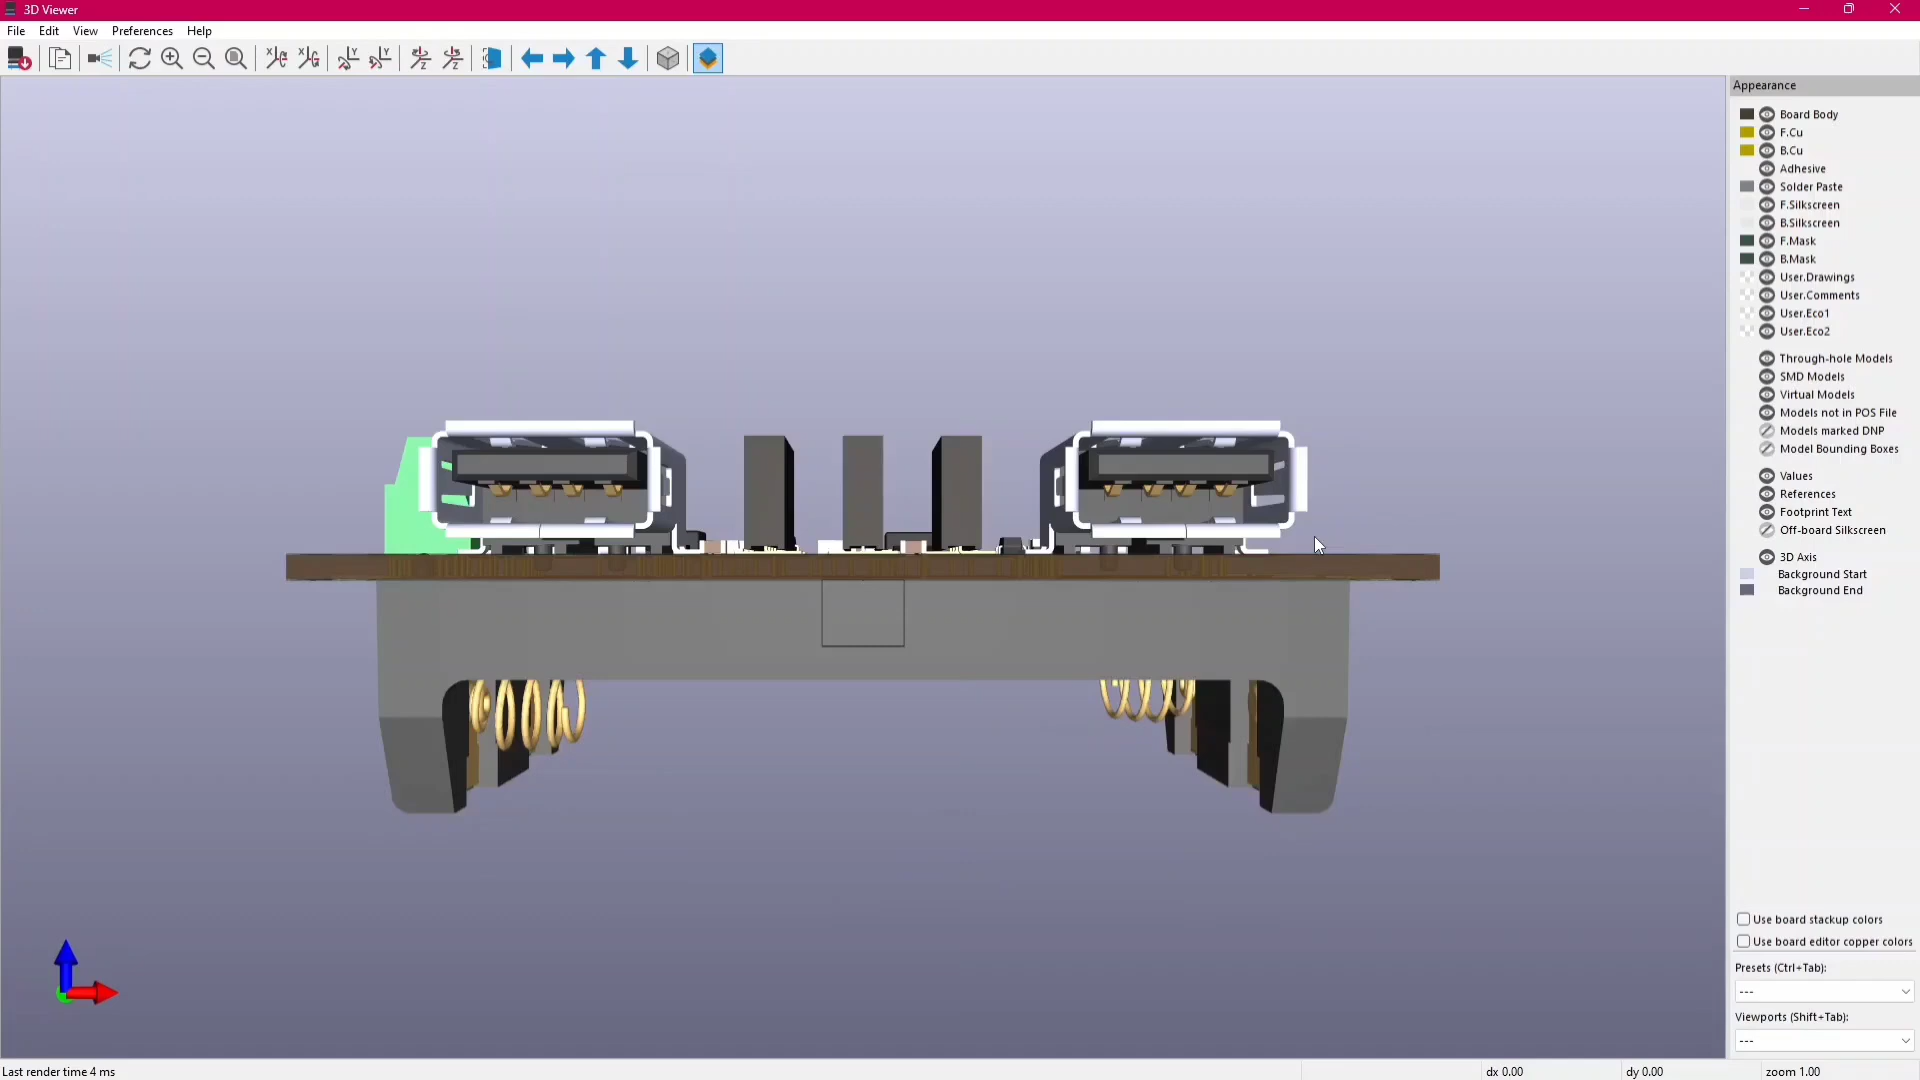 3D Viewer
File Edit View Preferences Help
Appearance
Board Body
F.Cu
B.Cu
Adhesive
Solder Paste
F.Silkscreen
B.Silkscreen
F.Mask
B.Mask
User.Drawings
User.Comments
User.Eco1
User.Eco2
Through-hole Models
SMD Models
Virtual Models
Models not in POS File
Models marked DNP
Model Bounding Boxes
Values
References
Footprint Text
Off-board Silkscreen
3D Axis
Background Start
Background End
Use board stackup colors
Use board editor copper colors
Presets (Ctrl+Tab):
---
Viewports (Shift+Tab):
---
Last render time 4 ms
dx 0.00
dy 0.00
zoom 1.00